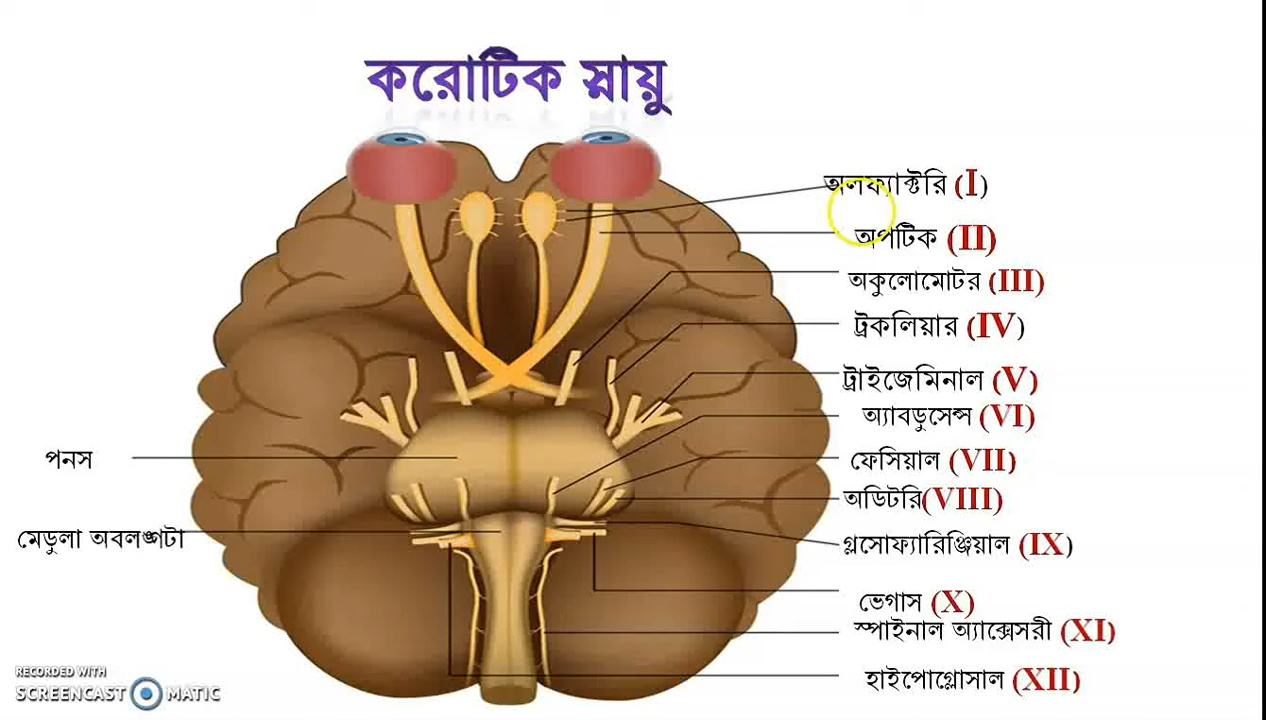 করোটিক স্নায়ু
অলফ্যাক্টরি (I)
অপটিক (II)
অকুলোমোটর (III)
ট্রকলিয়ার (IV)
ট্রাইজেমিনাল (V)
অ্যাবডুসেন্স (VI)
ফেসিয়াল (VII)
অডিটরি(VIII)
গ্লসোফ্যারিঞ্জিয়াল (IX)
ভেগাস (X)
স্পাইনাল অ্যাক্সেসরী (XI)
হাইপোগ্লোসাল (XII)
পনস
মেডুলা অবলঙ্গটা
RECORDED WITH
SCREENCAST MATIC